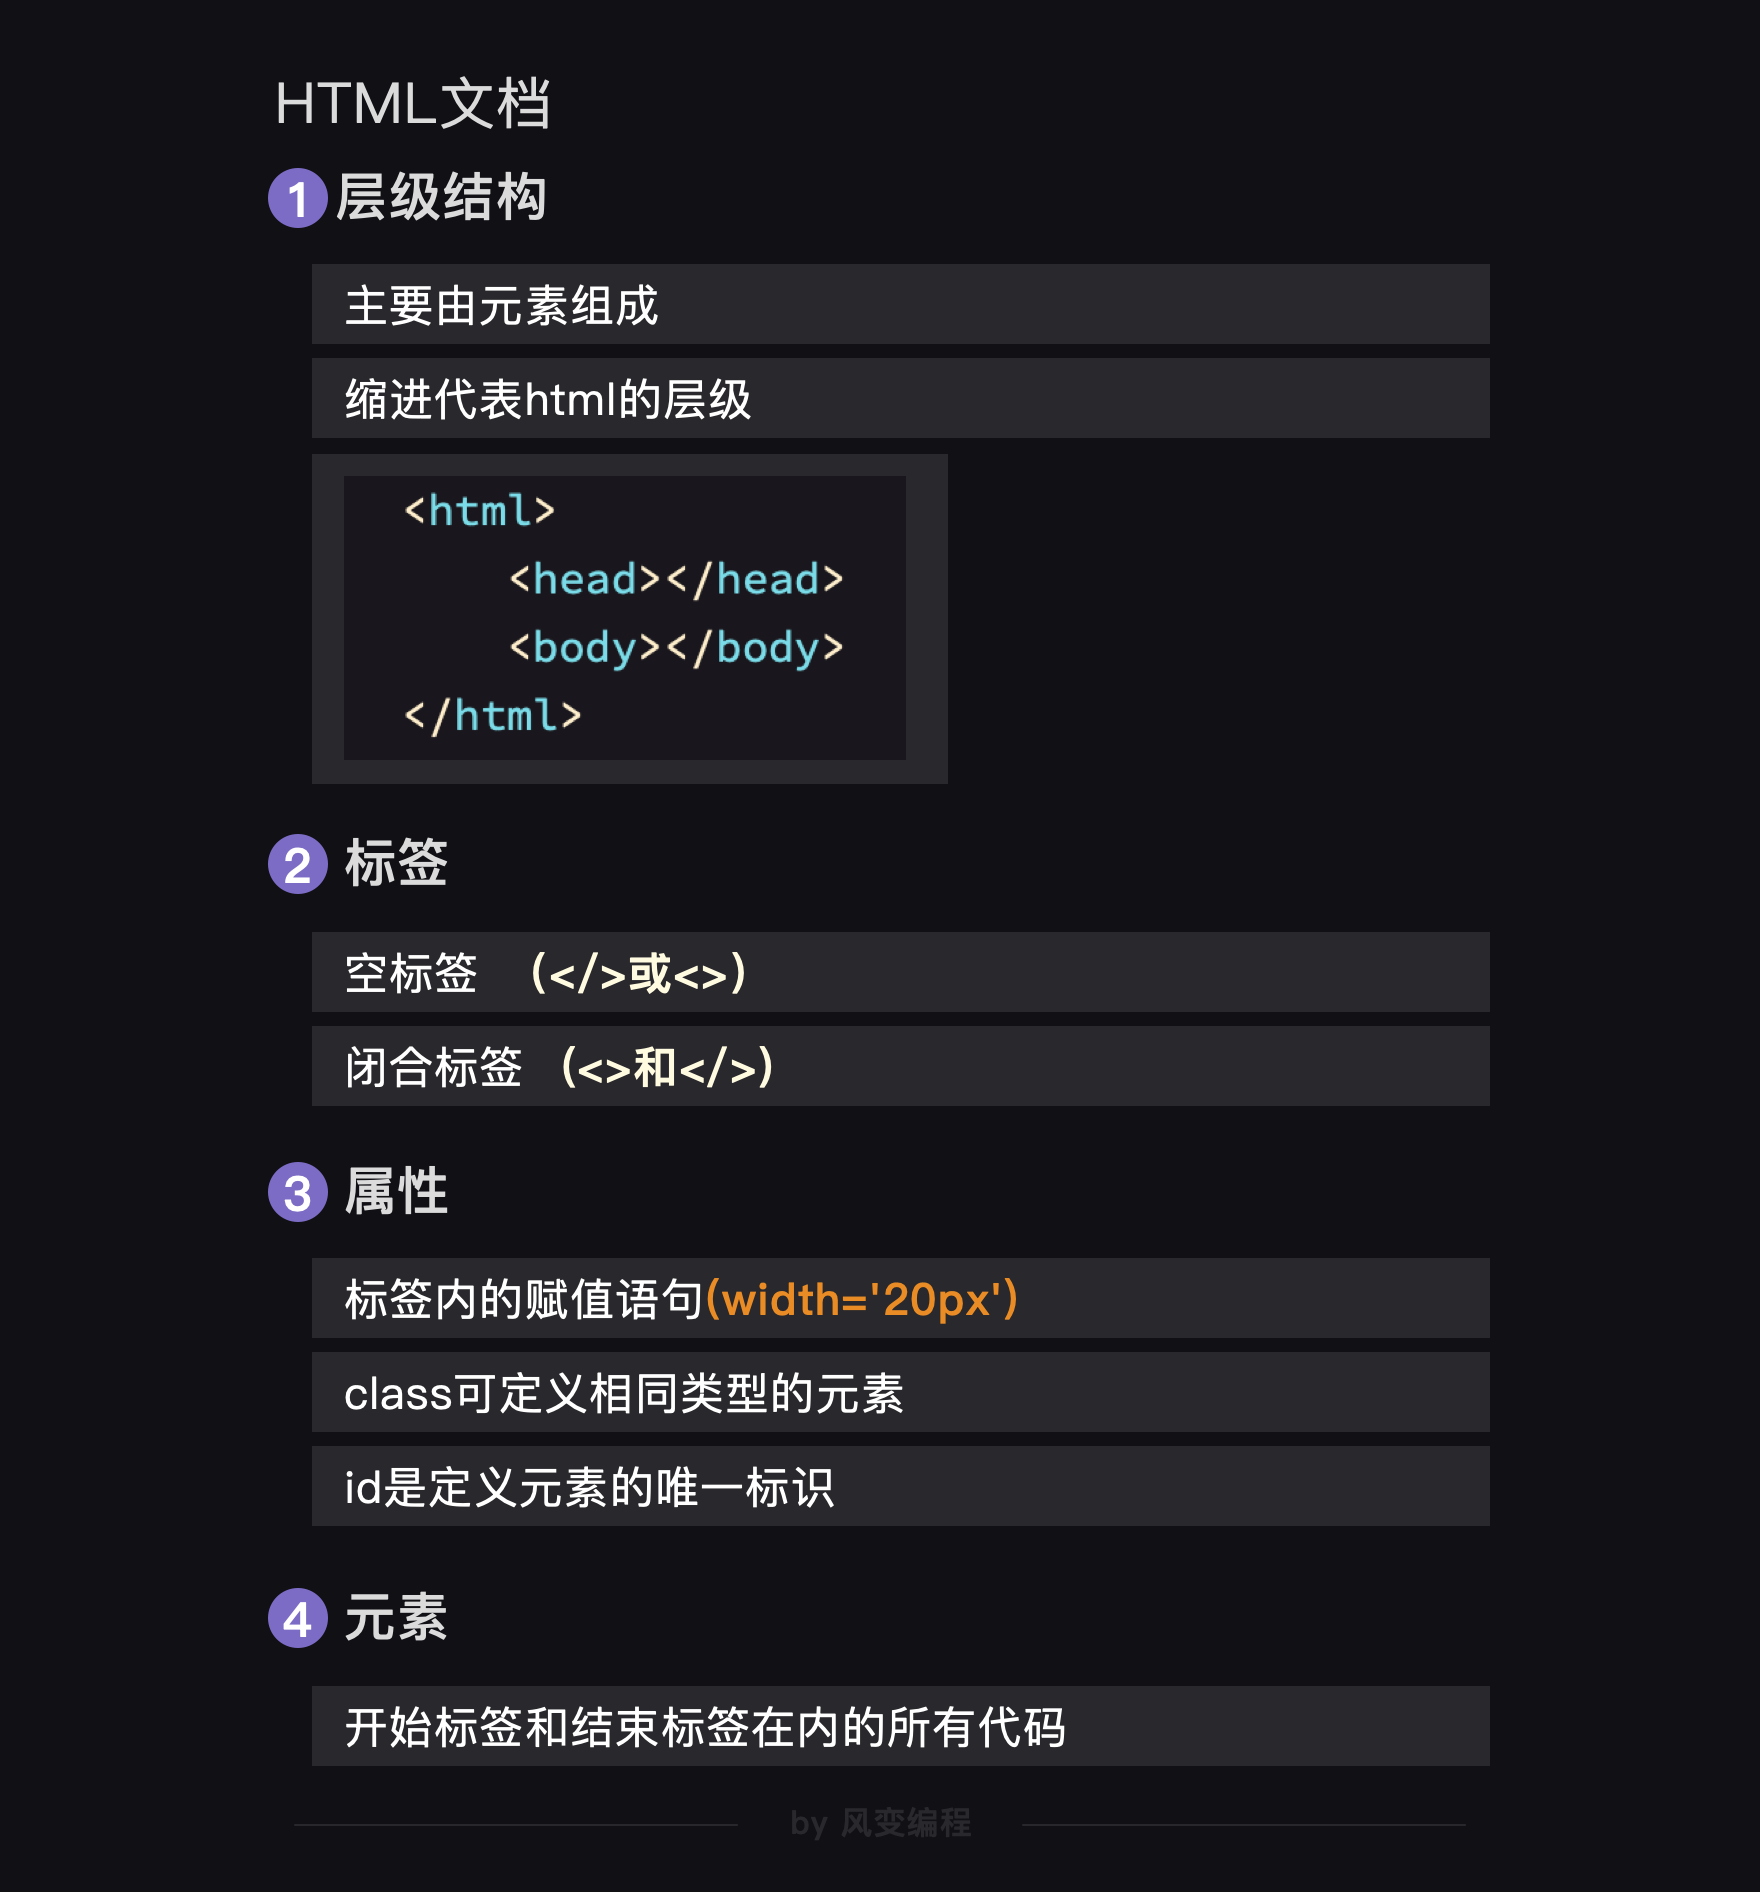 HTML文档
1 层级结构
主要由元素组成
缩进代表html的层级
<html>
<head></head>
<body></body>
</html>
2 标签
空标签 (</>或<>)
闭合标签 (<>和</>)
3 属性
标签内的赋值语句(width='20px')
class可定义相同类型的元素
id是定义元素的唯一标识
4 元素
开始标签和结束标签在内的所有代码
by 风变编程